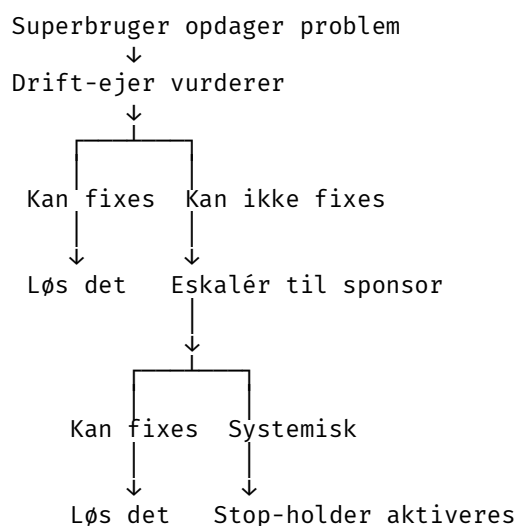 Superbruger opdager problem
Drift-ejer vurderer
Kan fixes Kan ikke fixes
Løs det Eskalér til sponsor
Kan fixes Systemisk
Løs det Stop-holder aktiveres